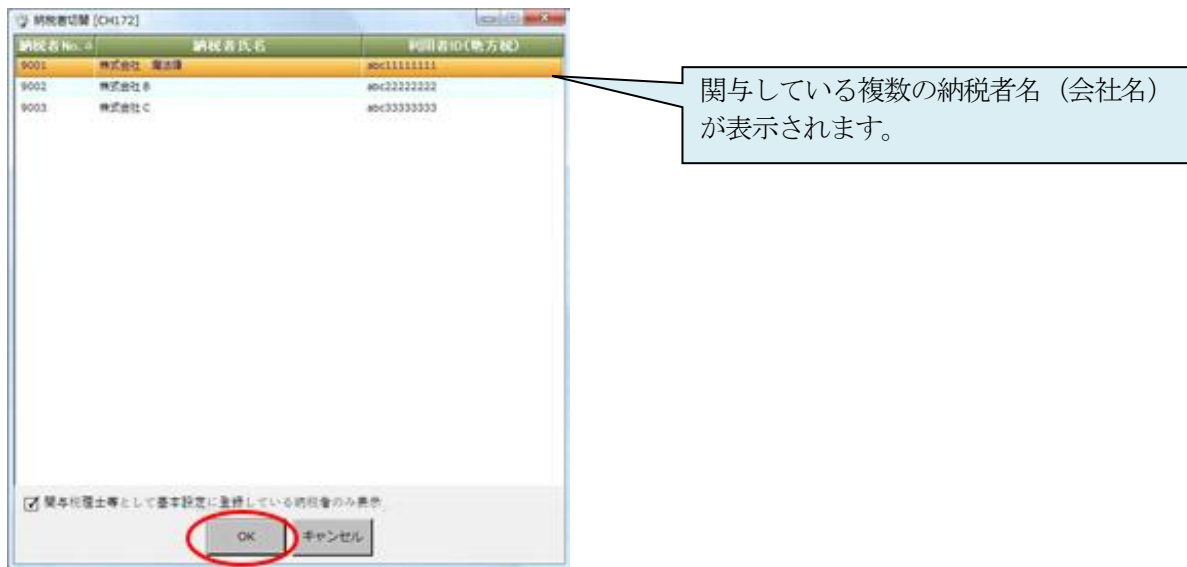 納税者切替 [CH172]
納税者No. 納税者氏名 利用者ID(地方税)
9001 株式会社 abc11111111
9002 株式会社 B abc22222222
9003 株式会社 C abc33333333
関与している複数の納税者名（会社名）
が表示されます。
関与税理士等として基本設定に登録している納税者のみ表示
OK キャンセル